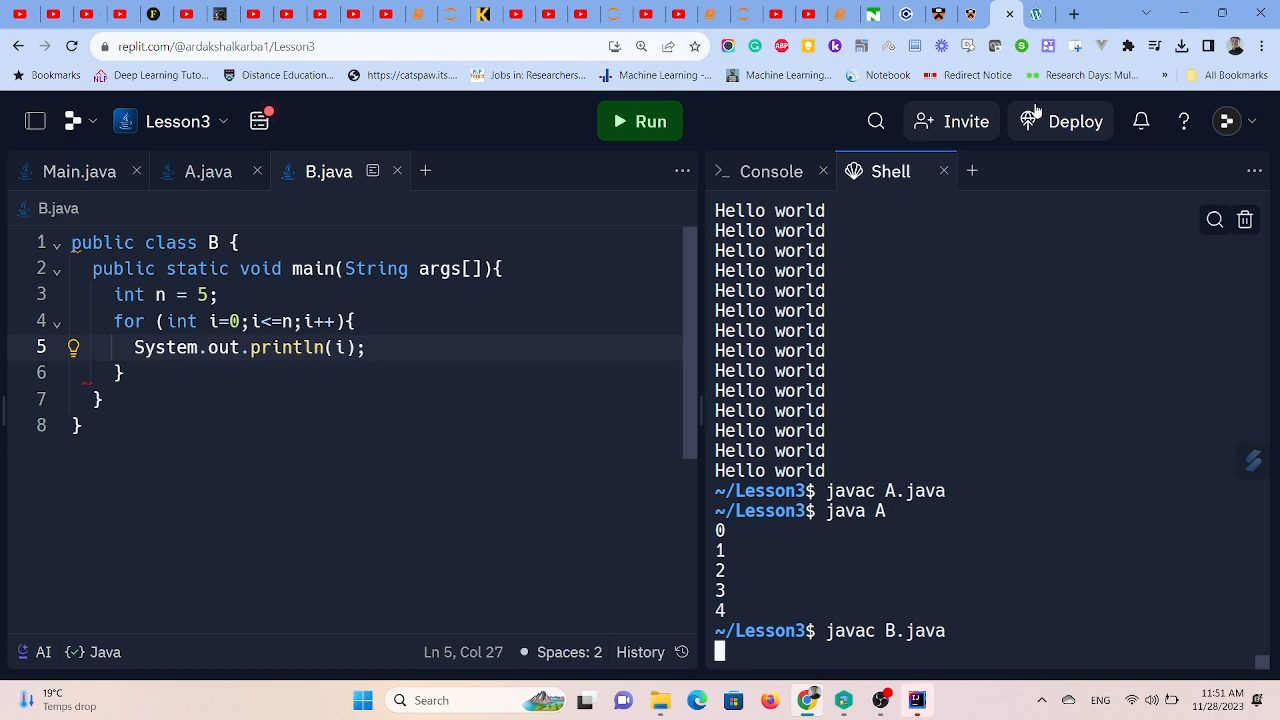 replit.com/@ardakshalkarba1/Lesson3
Bookmarks
Deep Learning Tuto...
Distance Education...
https://catspaw.its...
Jobs in: Researchers...
Machine Learning -...
Machine Learning...
Notebook
Redirect Notice
Research Days: Mul...
»
All Bookmarks
Lesson3
Run
Invite
Deploy
Main.java
A.java
B.java
Console
Shell
B.java
1 public class B {
2 public static void main(String args[]){
3 int n = 5;
4 for (int i=0;i<=n;i++){
5 System.out.println(i);
6 }
7 }
8 }
Hello world
Hello world
Hello world
Hello world
Hello world
Hello world
Hello world
Hello world
Hello world
Hello world
Hello world
Hello world
Hello world
Hello world
~/Lesson3$ javac A.java
~/Lesson3$ java A
0
1
2
3
4
~/Lesson3$ javac B.java
AI
Java
Ln 5, Col 27
Spaces: 2
History
19°C
Temps drop
Search
ENG
11:51 AM
11/28/2023